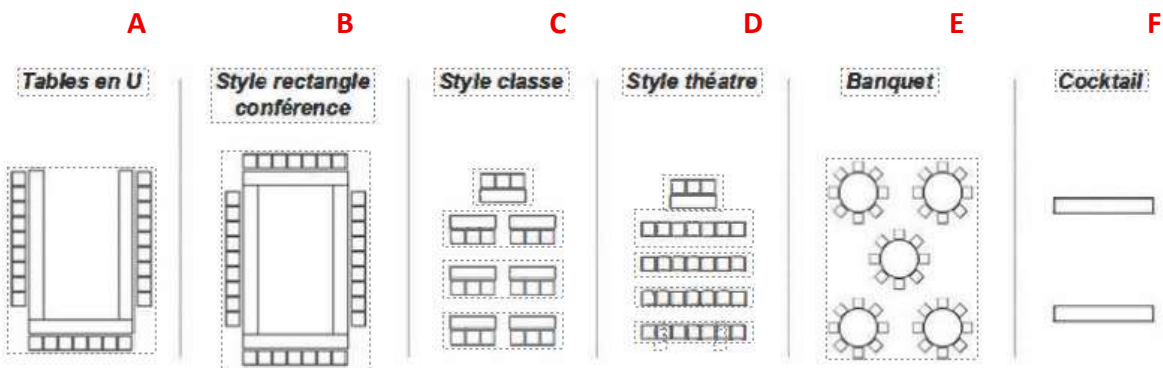 A B C D E F
Tables en U
Style rectangle
conférence
Style classe
Style théatre
Banquet
Cocktail